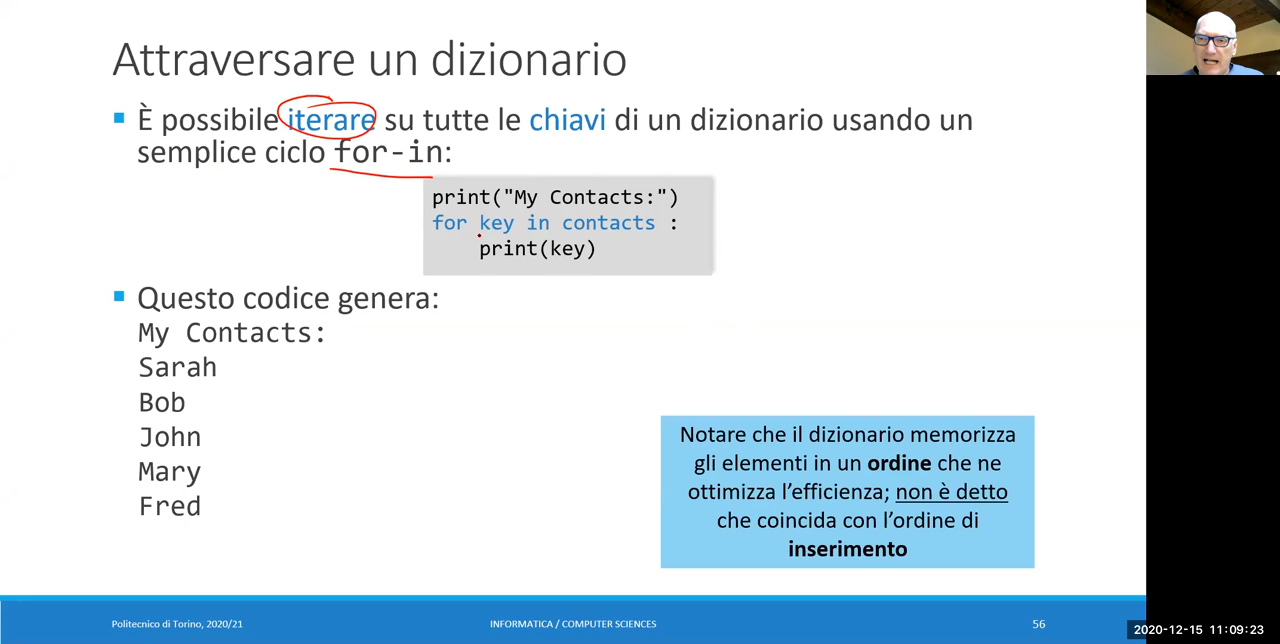 Attraversare un dizionario
▪ È possibile iterare su tutte le chiavi di un dizionario usando un
semplice ciclo for-in:
print("My Contacts:")
for key in contacts :
    print(key)
▪ Questo codice genera:
My Contacts:
Sarah
Bob
John
Mary
Fred
Notare che il dizionario memorizza
gli elementi in un ordine che ne
ottimizza l'efficienza; non è detto
che coincida con l'ordine di
inserimento
Politecnico di Torino, 2020/21
INFORMATICA / COMPUTER SCIENCES
56
2020-12-15 11:09:23